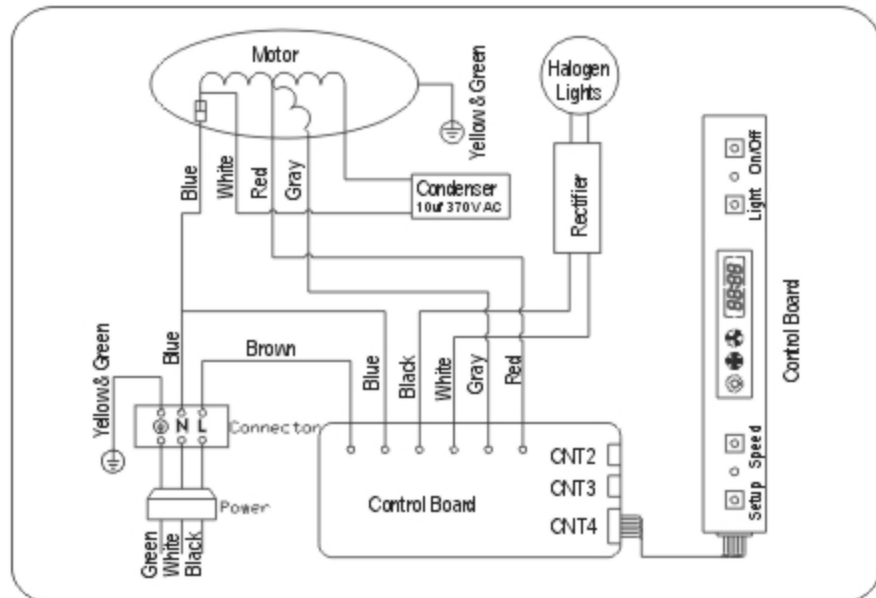 Motor
Halogen
Lights
Yellow & Green
Blue
White
Red
Gray
Condenser
10uf 370V AC
Rectifier
On/Off
Light
88:88
Control Board
Speed
Setup
Yellow & Green
Blue
Brown
Blue
Black
White
Gray
Red
N L
Connector
Power
Green
White
Black
Control Board
CNT2
CNT3
CNT4